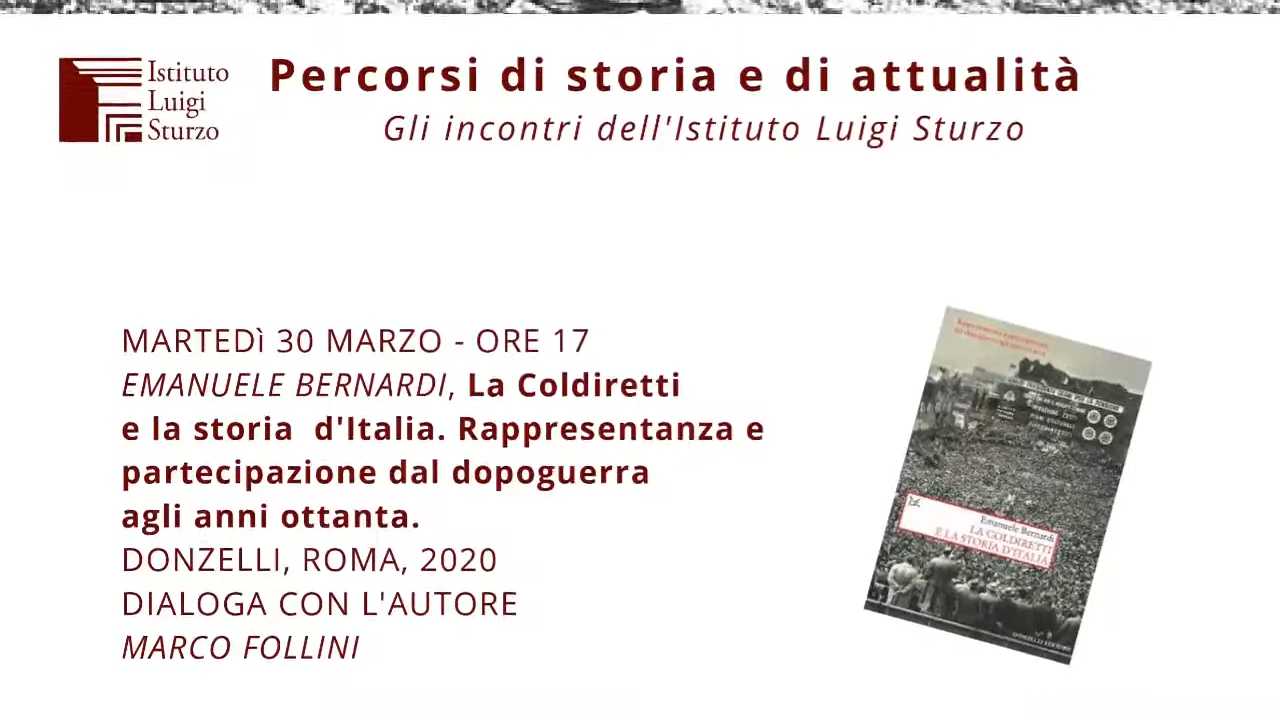 Istituto
Luigi
Sturzo
Percorsi di storia e di attualità
Gli incontri dell'Istituto Luigi Sturzo
MARTEDì 30 MARZO - ORE 17
EMANUELE BERNARDI, La Coldiretti
e la storia  d'Italia. Rappresentanza e
partecipazione dal dopoguerra
agli anni ottanta.
DONZELLI, ROMA, 2020
DIALOGA CON L'AUTORE
MARCO FOLLINI
Emanuele Bernardi
LA COLDIRETTI
E LA STORIA D'ITALIA
DONZELLI EDITORE